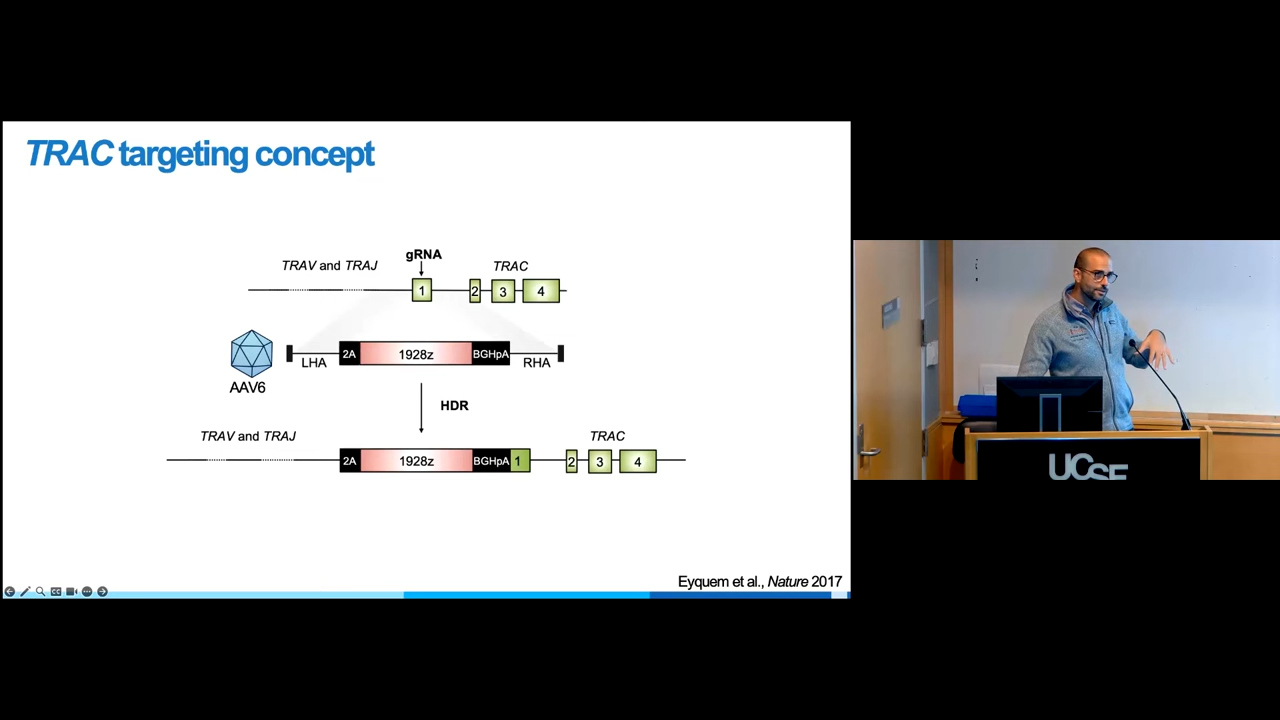 TRAC targeting concept
TRAV and TRAJ
gRNA
TRAC
1
2
3
4
AAV6
LHA
2A
1928z
BGHpA
RHA
HDR
TRAV and TRAJ
TRAC
2A
1928z
BGHpA
1
2
3
4
Eyquem et al., Nature 2017
UCSF